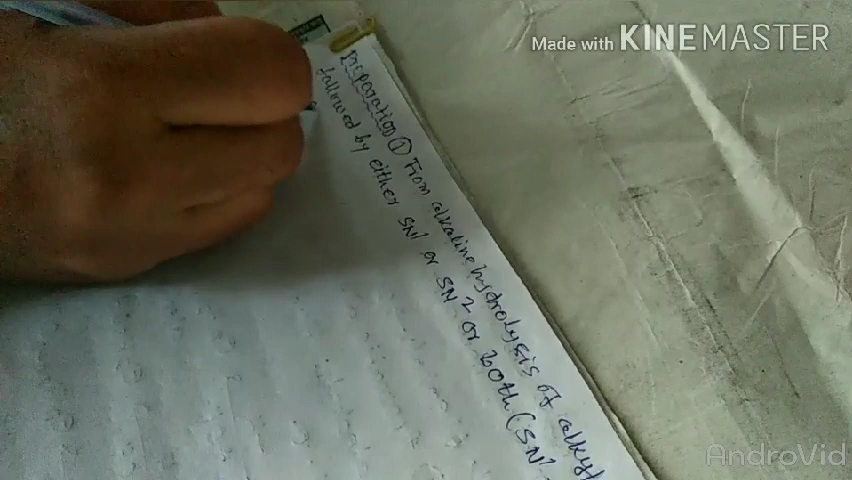 Made with KINEMASTER
Preparation ① From alkaline hydrolysis of alkyl
followed by either SN1 or SN2 or both (SN1
AndroVid